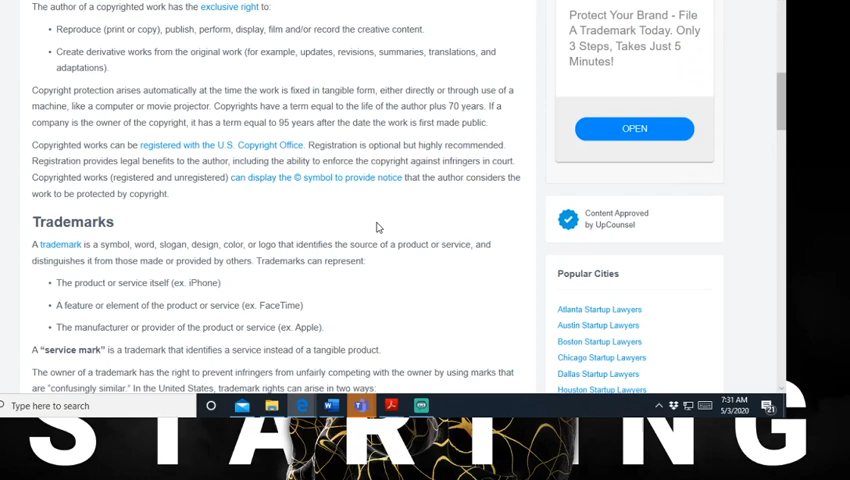 The author of a copyrighted work has the exclusive right to:
• Reproduce (print or copy), publish, perform, display, film and/or record the creative content.
• Create derivative works from the original work (for example, updates, revisions, summaries, translations, and
adaptations).
Copyright protection arises automatically at the time the work is fixed in tangible form, either directly or through use of a
machine, like a computer or movie projector. Copyrights have a term equal to the life of the author plus 70 years. If a
company is the owner of the copyright, it has a term equal to 95 years after the date the work is first made public.
Copyrighted works can be registered with the U.S. Copyright Office. Registration is optional but highly recommended.
Registration provides legal benefits to the author, including the ability to enforce the copyright against infringers in court.
Copyrighted works (registered and unregistered) can display the © symbol to provide notice that the author considers the
work to be protected by copyright.
Trademarks
A trademark is a symbol, word, slogan, design, color, or logo that identifies the source of a product or service, and
distinguishes it from those made or provided by others. Trademarks can represent:
• The product or service itself (ex. iPhone)
• A feature or element of the product or service (ex. FaceTime)
• The manufacturer or provider of the product or service (ex. Apple).
A “service mark” is a trademark that identifies a service instead of a tangible product.
The owner of a trademark has the right to prevent infringers from unfairly competing with the owner by using marks that
are “confusingly similar.” In the United States, trademark rights can arise in two ways:
Protect Your Brand - File
A Trademark Today. Only
3 Steps, Takes Just 5
Minutes!
OPEN
Content Approved
by UpCounsel
Popular Cities
Atlanta Startup Lawyers
Austin Startup Lawyers
Boston Startup Lawyers
Chicago Startup Lawyers
Dallas Startup Lawyers
Houston Startup Lawyers
Type here to search
7:31 AM
5/3/2020
21
STARTING